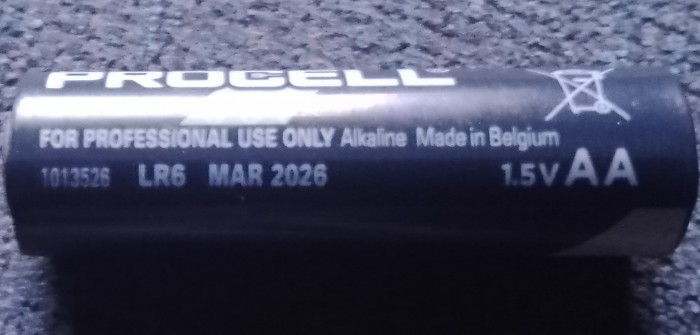 PROCELL
FOR PROFESSIONAL USE ONLY Alkaline Made in Belgium
1013526 LR6 MAR 2026 1.5V AA